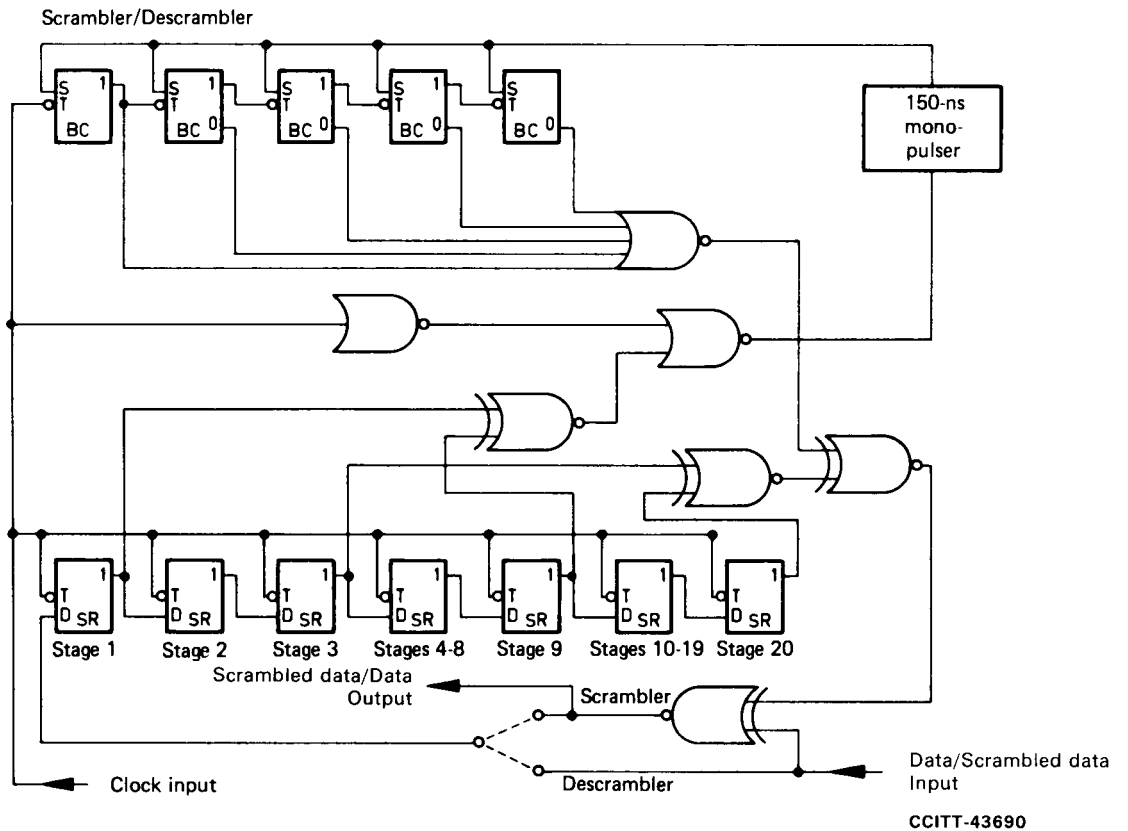 Scrambler/Descrambler
S 1 S 1 S 1 S 1 S
T T T T T
BC BC 0 BC 0 BC 0 BC 0
150-ns
mono-
pulser
1 1 1 1 1 1 1
T T T T T T T
D SR D SR D SR D SR D SR D SR D SR
Stage 1 Stage 2 Stage 3 Stages 4-8 Stage 9 Stages 10-19 Stage 20
Scrambled data/Data
Output
Scrambler
Descrambler
Data/Scrambled data
Input
Clock input
CCITT-43690